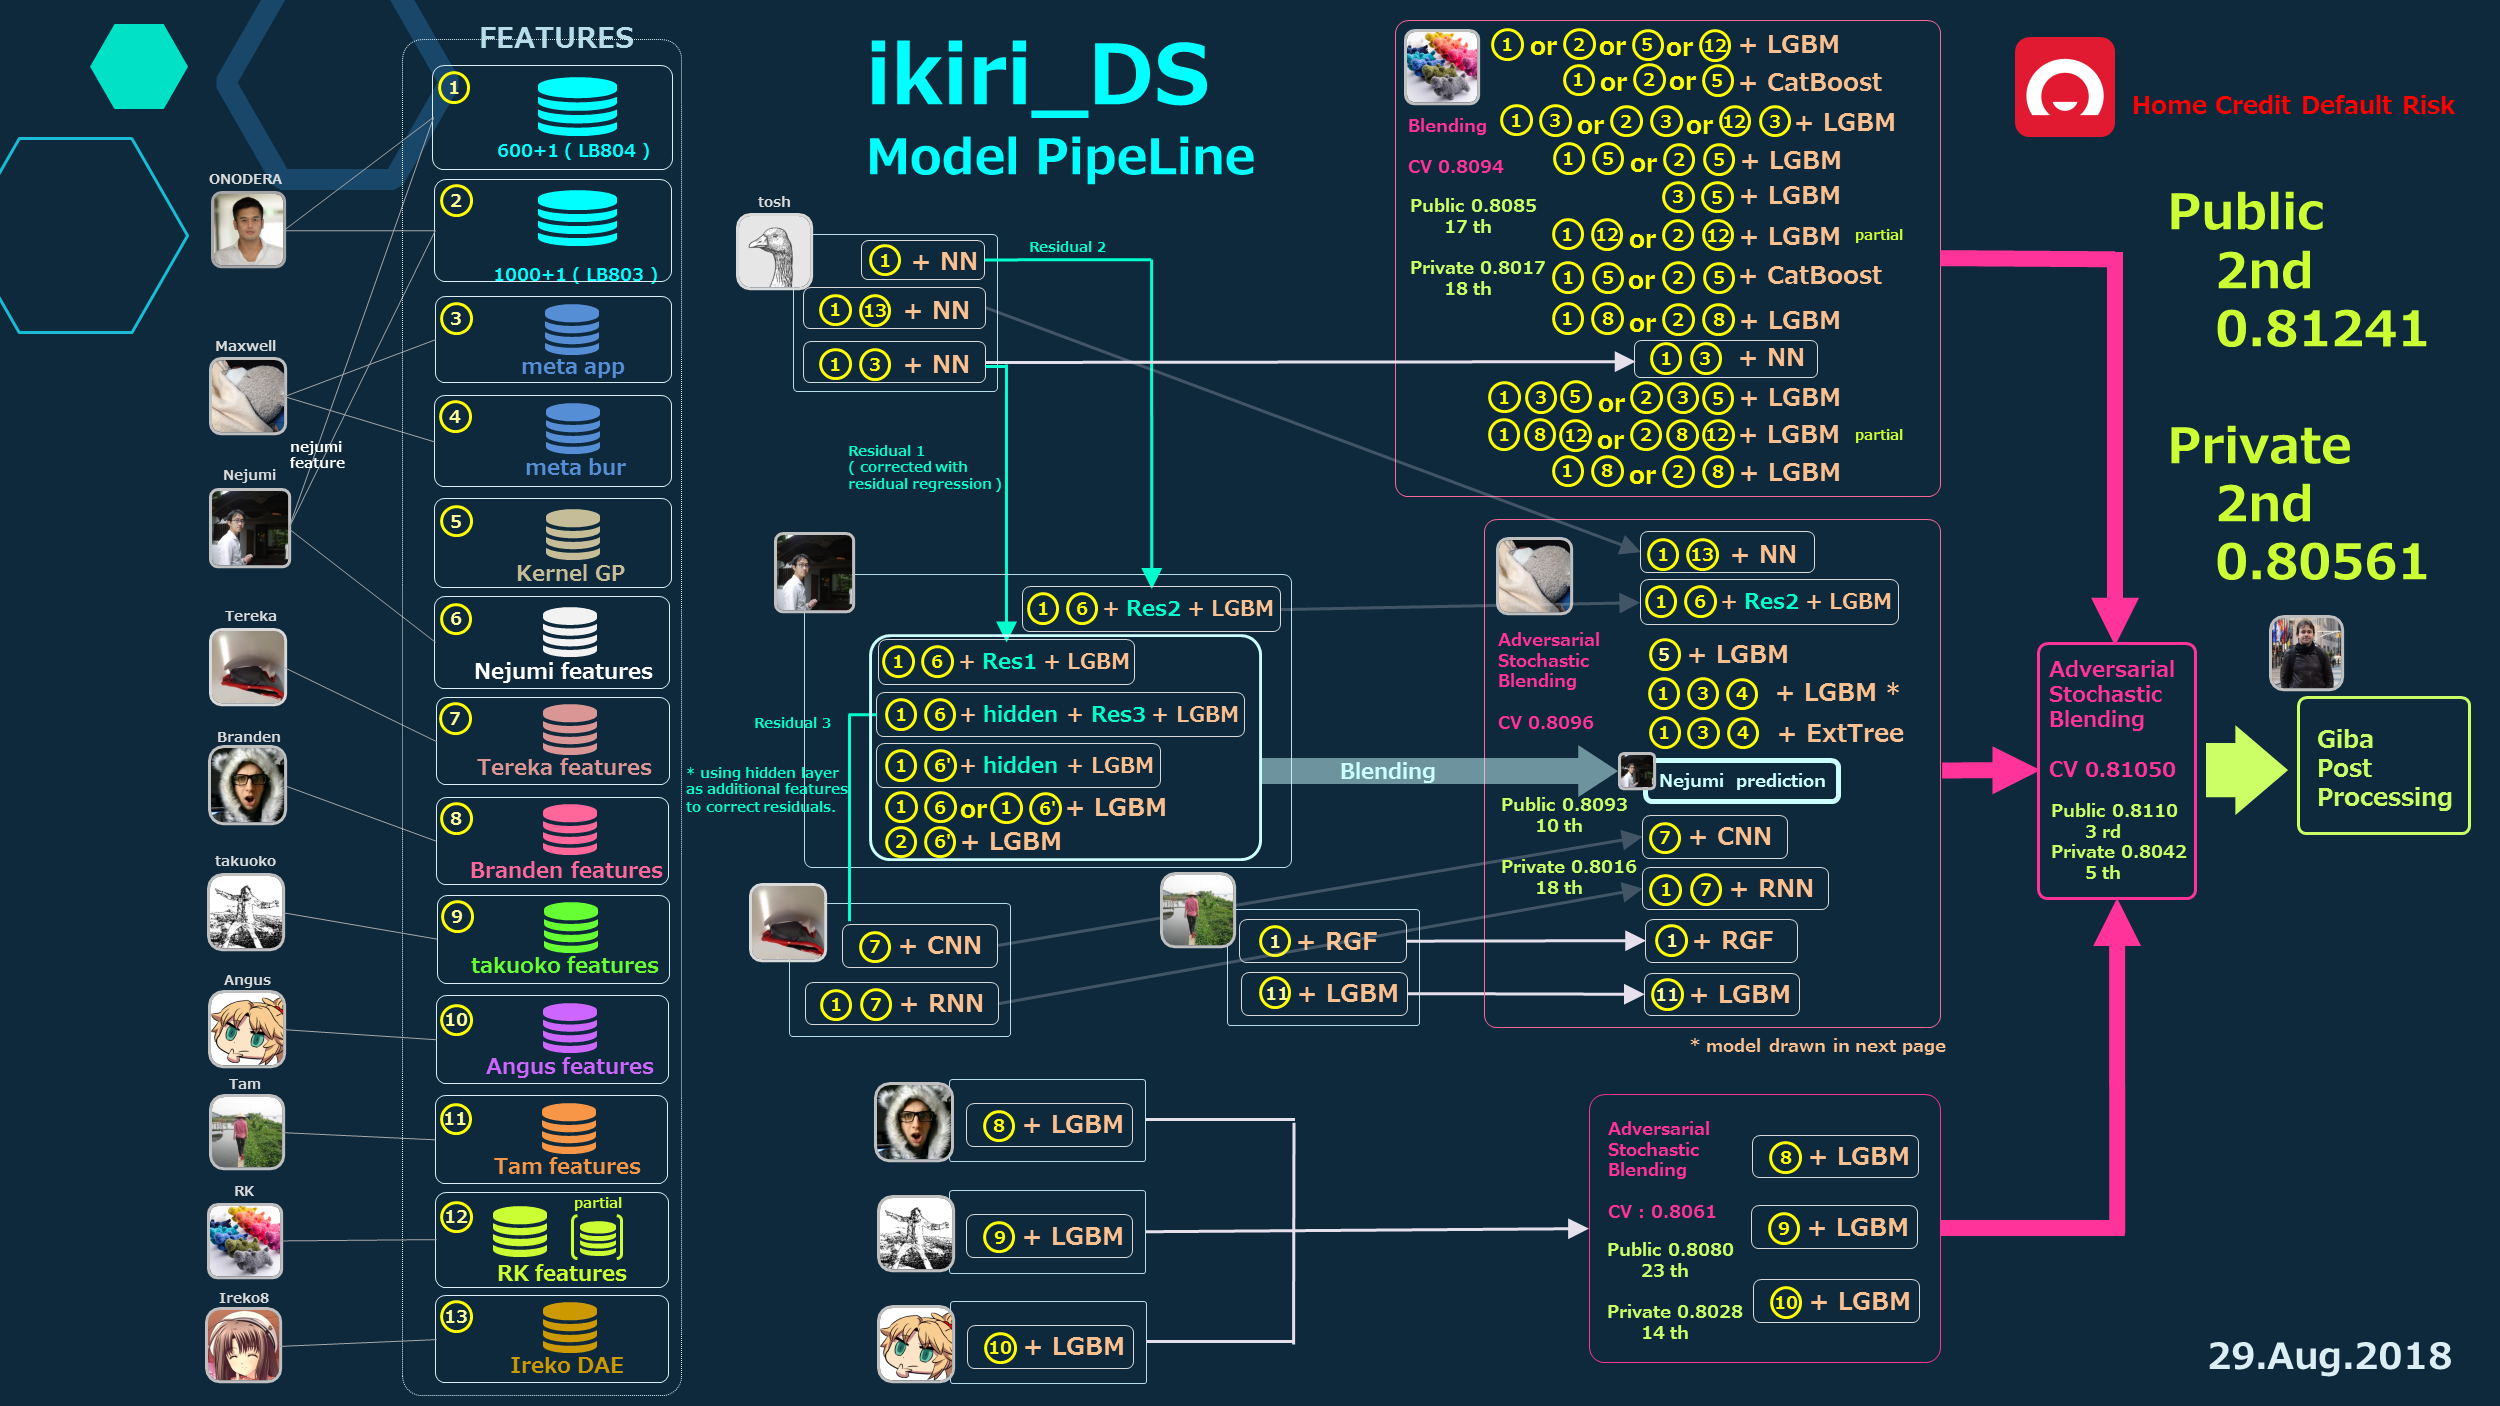 FEATURES
ikiri_DS
Model PipeLine
Home Credit Default Risk
Public
2nd
0.81241
Private
2nd
0.80561
ONODERA
Maxwell
nejumi
feature
Nejumi
Tereka
Branden
takuoko
Angus
Tam
RK
Ireko8
1
600+1 ( LB804 )
2
1000+1 ( LB803 )
3
meta app
4
meta bur
5
Kernel GP
6
Nejumi features
7
Tereka features
8
Branden features
9
takuoko features
10
Angus features
11
Tam features
12
partial
RK features
13
Ireko DAE
tosh
1 + NN
1 13 + NN
1 3 + NN
Residual 2
Residual 1
( corrected with
residual regression )
1 6 + Res2 + LGBM
1 6 + Res1 + LGBM
1 6 + hidden + Res3 + LGBM
1 6' + hidden + LGBM
1 6 or 1 6' + LGBM
2 6' + LGBM
Residual 3
* using hidden layer
as additional features
to correct residuals.
Blending
7 + CNN
1 7 + RNN
1 + RGF
11 + LGBM
8 + LGBM
9 + LGBM
10 + LGBM
Blending
CV 0.8094
Public 0.8085
17 th
Private 0.8017
18 th
1 or 2 or 5 or 12 + LGBM
1 or 2 or 5 + CatBoost
1 3 or 2 3 or 12 3 + LGBM
1 5 or 2 5 + LGBM
3 5 + LGBM
1 12 or 2 12 + LGBM partial
1 5 or 2 5 + CatBoost
1 8 or 2 8 + LGBM
1 3 + NN
1 3 5 or 2 3 5 + LGBM
1 8 12 or 2 8 12 + LGBM partial
1 8 or 2 8 + LGBM
Adversarial
Stochastic
Blending
CV 0.8096
Public 0.8093
10 th
Private 0.8016
18 th
1 13 + NN
1 6 + Res2 + LGBM
5 + LGBM
1 3 4 + LGBM *
1 3 4 + ExtTree
Nejumi prediction
7 + CNN
1 7 + RNN
1 + RGF
11 + LGBM
* model drawn in next page
Adversarial
Stochastic
Blending
CV : 0.8061
Public 0.8080
23 th
Private 0.8028
14 th
8 + LGBM
9 + LGBM
10 + LGBM
Adversarial
Stochastic
Blending
CV 0.81050
Public 0.8110
3 rd
Private 0.8042
5 th
Giba
Post
Processing
29.Aug.2018